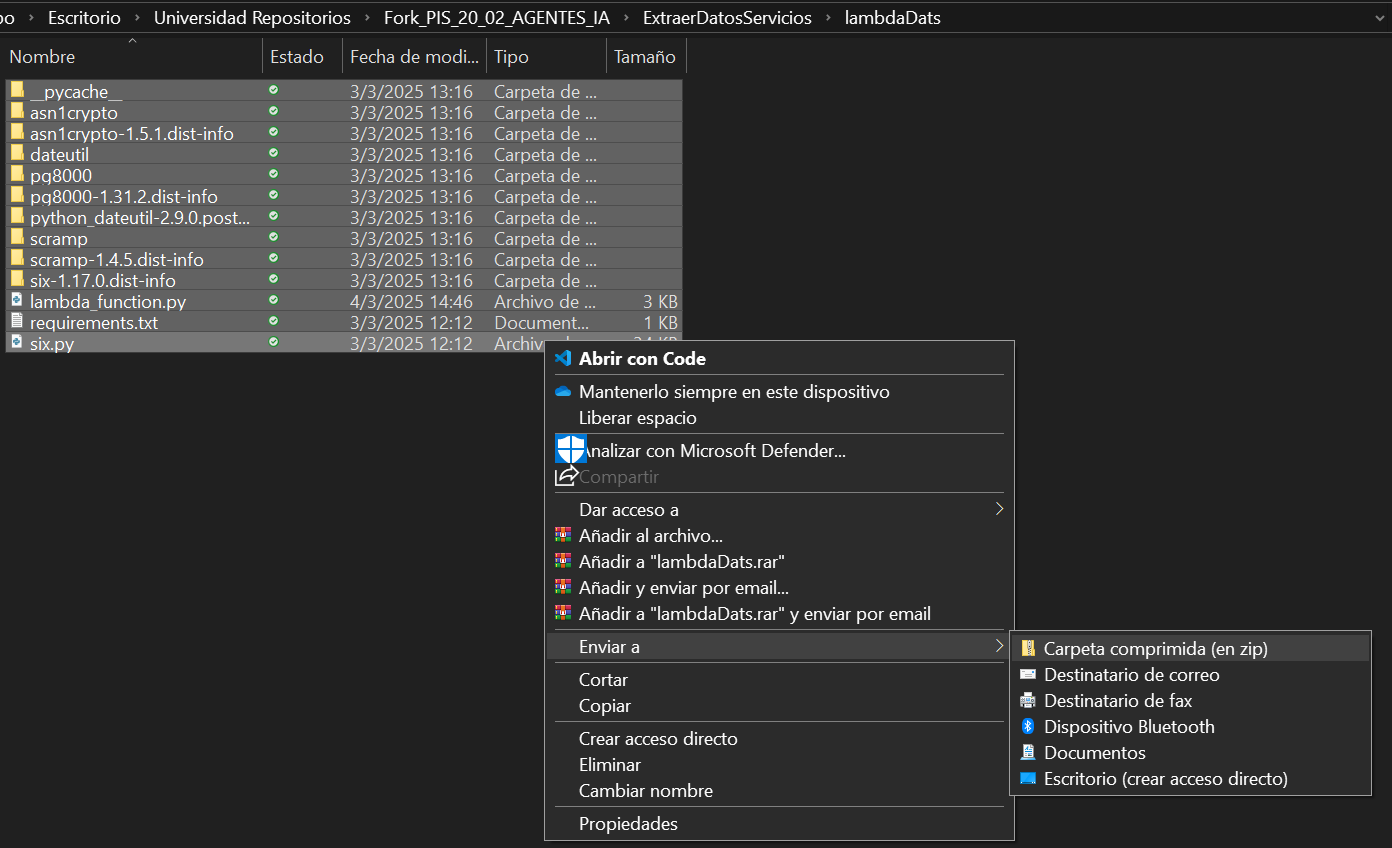 po › Escritorio › Universidad Repositorios › Fork_PIS_20_02_AGENTES_IA › ExtraerDatosServicios › lambdaDats
Nombre Estado Fecha de modi... Tipo Tamaño
__pycache__ 3/3/2025 13:16 Carpeta de ...
asn1crypto 3/3/2025 13:16 Carpeta de ...
asn1crypto-1.5.1.dist-info 3/3/2025 13:16 Carpeta de ...
dateutil 3/3/2025 13:16 Carpeta de ...
pg8000 3/3/2025 13:16 Carpeta de ...
pg8000-1.31.2.dist-info 3/3/2025 13:16 Carpeta de ...
python_dateutil-2.9.0.post... 3/3/2025 13:16 Carpeta de ...
scramp 3/3/2025 13:16 Carpeta de ...
scramp-1.4.5.dist-info 3/3/2025 13:16 Carpeta de ...
six-1.17.0.dist-info 3/3/2025 13:16 Carpeta de ...
lambda_function.py 4/3/2025 14:46 Archivo de ... 3 KB
requirements.txt 3/3/2025 12:12 Document... 1 KB
six.py 3/3/2025 12:12 Archiv
Abrir con Code
Mantenerlo siempre en este dispositivo
Liberar espacio
nalizar con Microsoft Defender...
Compartir
Dar acceso a
Añadir al archivo...
Añadir a "lambdaDats.rar"
Añadir y enviar por email...
Añadir a "lambdaDats.rar" y enviar por email
Enviar a
Cortar
Copiar
Crear acceso directo
Eliminar
Cambiar nombre
Propiedades
Carpeta comprimida (en zip)
Destinatario de correo
Destinatario de fax
Dispositivo Bluetooth
Documentos
Escritorio (crear acceso directo)